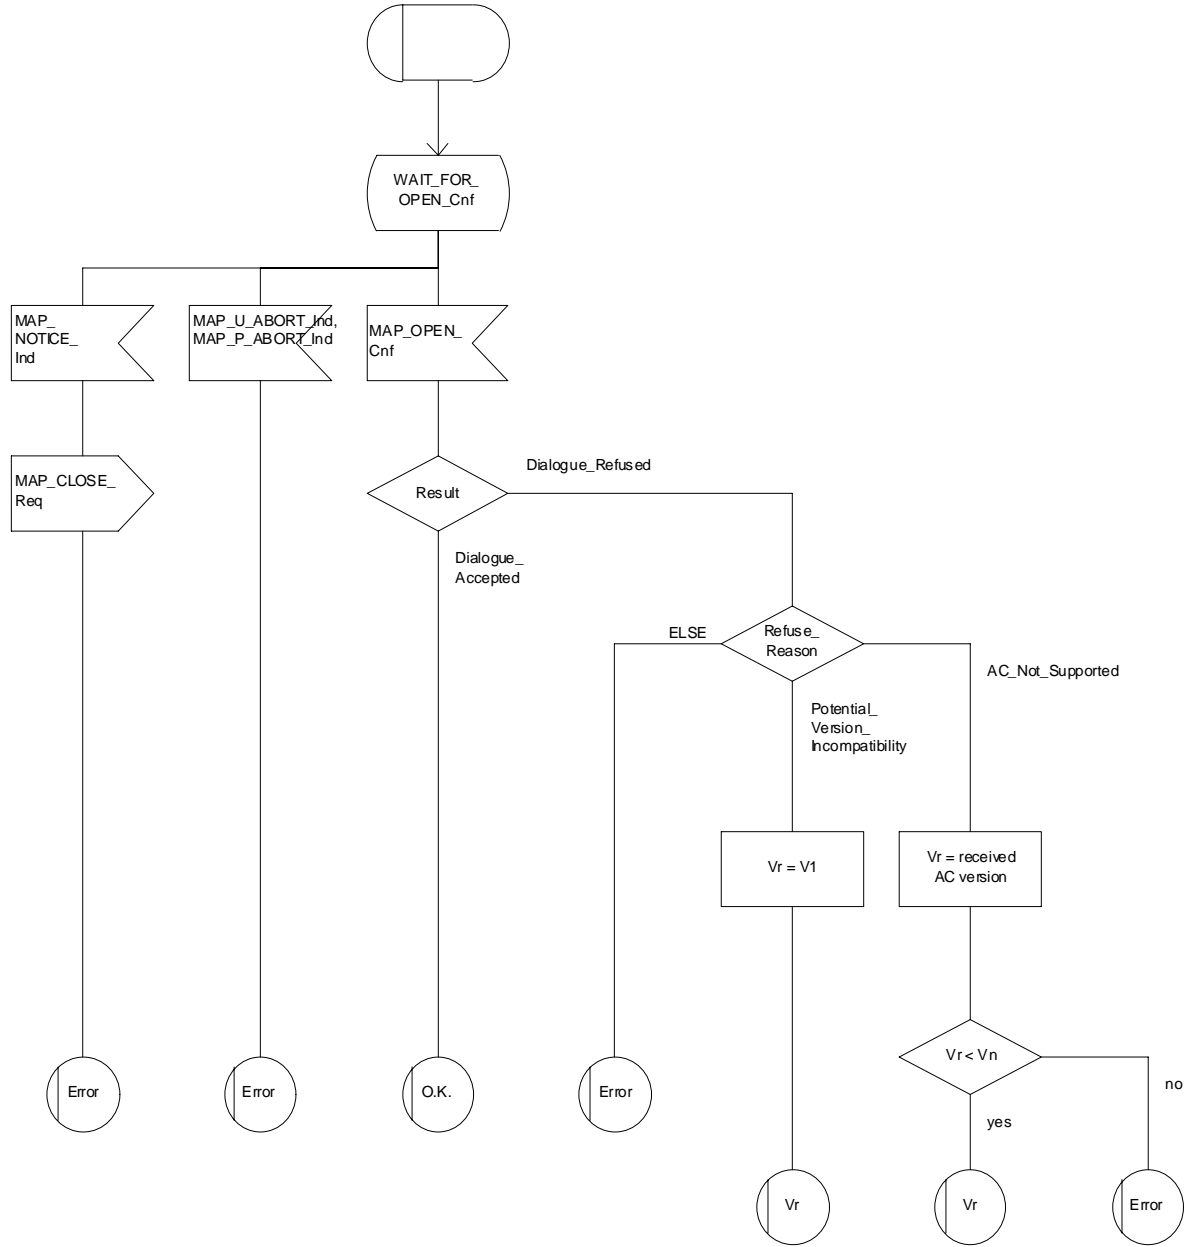 WAIT_FOR_
OPEN_Cnf
MAP_
NOTICE_
Ind
MAP_U_ABORT_Ind,
MAP_P_ABORT_Ind
MAP_OPEN_
Cnf
MAP_CLOSE_
Req
Result
Dialogue_Refused
Dialogue_
Accepted
ELSE
Refuse_
Reason
AC_Not_Supported
Potential_
Version_
Incompatibility
Vr = V1
Vr = received
AC version
Vr < Vn
no
yes
Error
Error
O.K.
Error
Vr
Vr
Error